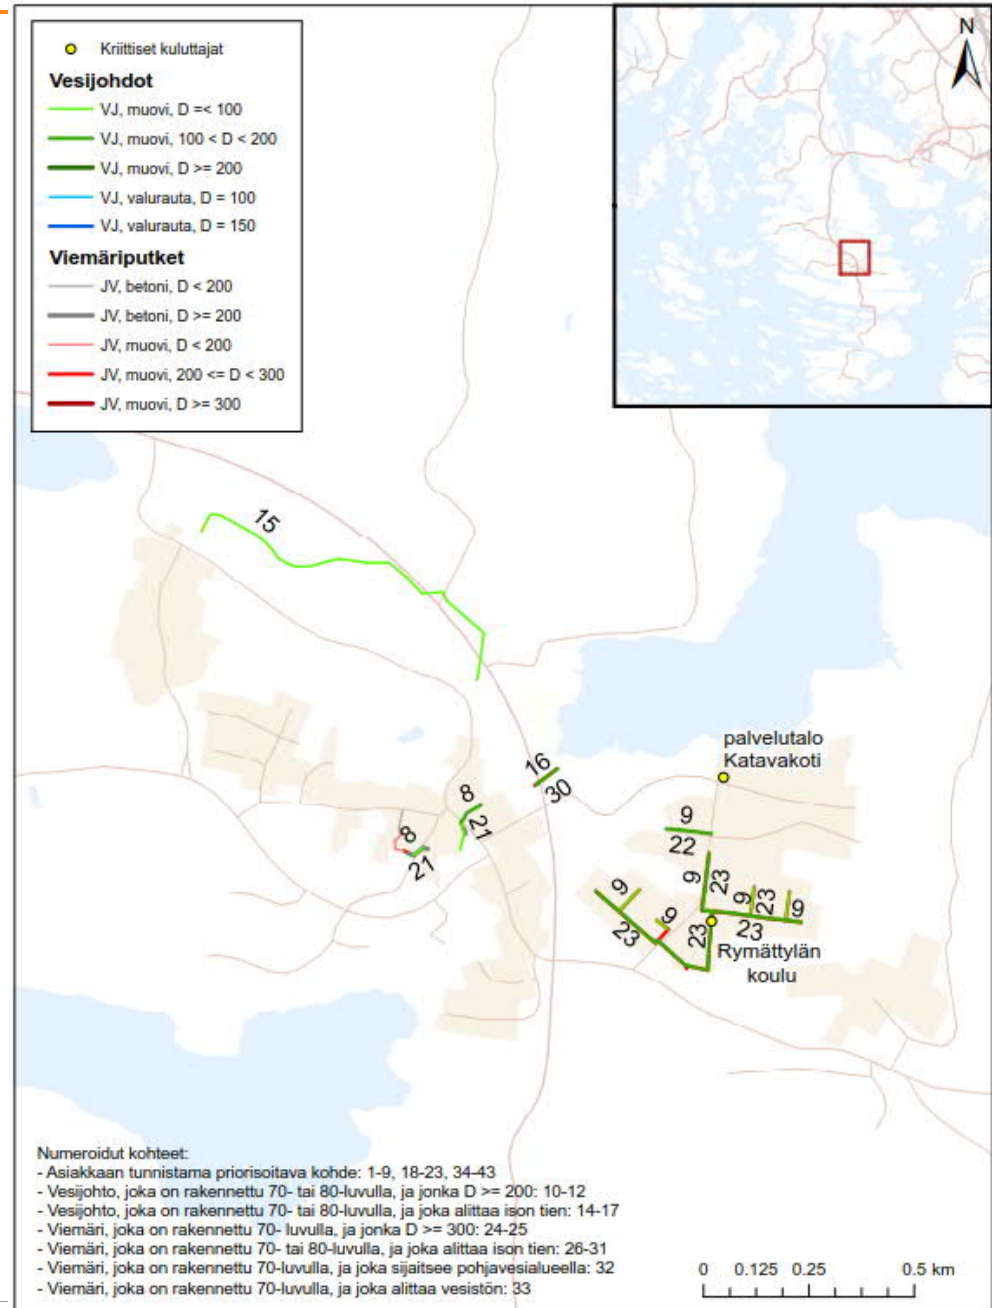 Kriittiset kuluttajat
Vesijohdot
VJ, muovi, D =< 100
VJ, muovi, 100 < D < 200
VJ, muovi, D >= 200
VJ, valurauta, D = 100
VJ, valurauta, D = 150
Viemäriputket
JV, betoni, D < 200
JV, betoni, D >= 200
JV, muovi, D < 200
JV, muovi, 200 <= D < 300
JV, muovi, D >= 300
N
15
16
30
palvelutalo
Katavakoti
8
21
8
21
9
22
9
23
9
23
9
23
9
23
9
23
Rymättylän
koulu
Numeroidut kohteet:
- Asiakkaan tunnistama priorisoitava kohde: 1-9, 18-23, 34-43
- Vesijohto, joka on rakennettu 70- tai 80-luvulla, ja jonka D >= 200: 10-12
- Vesijohto, joka on rakennettu 70- tai 80-luvulla, ja joka alittaa ison tien: 14-17
- Viemäri, joka on rakennettu 70- luvulla, ja jonka D >= 300: 24-25
- Viemäri, joka on rakennettu 70- tai 80-luvulla, ja joka alittaa ison tien: 26-31
- Viemäri, joka on rakennettu 70-luvulla, ja joka sijaitsee pohjavesialueella: 32
- Viemäri, joka on rakennettu 70-luvulla, ja joka alittaa vesistön: 33
0 0.125 0.25 0.5 km